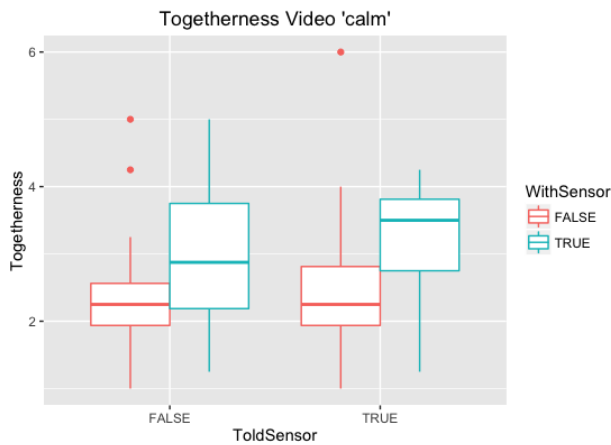 Togetherness Video 'calm'
6
4
2
Togetherness
FALSE
TRUE
ToldSensor
WithSensor
FALSE
TRUE